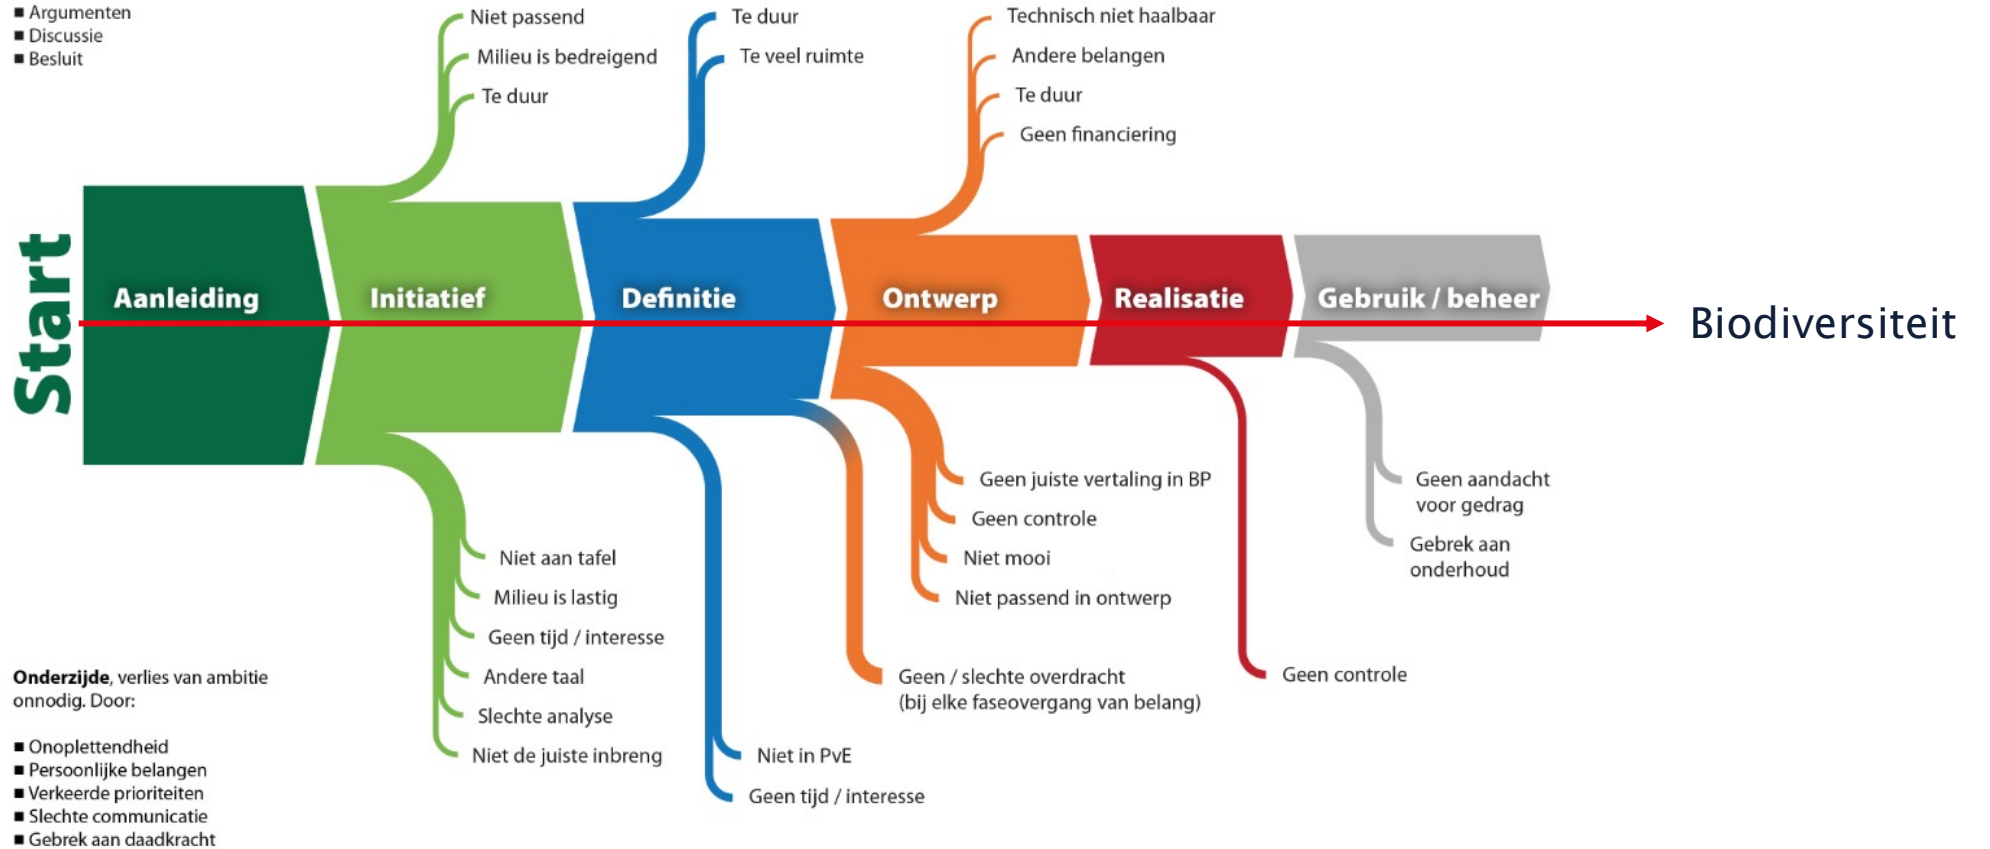 ■ Argumenten
■ Discussie
■ Besluit
Niet passend
Milieu is bedreigend
Te duur
Te duur
Te veel ruimte
Technisch niet haalbaar
Andere belangen
Te duur
Geen financiering
Start
Aanleiding
Initiatief
Definitie
Ontwerp
Realisatie
Gebruik / beheer
Biodiversiteit
Niet aan tafel
Milieu is lastig
Geen tijd / interesse
Andere taal
Slechte analyse
Niet de juiste inbreng
Niet in PvE
Geen tijd / interesse
Geen juiste vertaling in BP
Geen controle
Niet mooi
Niet passend in ontwerp
Geen / slechte overdracht
(bij elke faseovergang van belang)
Geen controle
Geen aandacht
voor gedrag
Gebrek aan
onderhoud
Onderzijde, verlies van ambitie
onnodig. Door:
■ Onoplettendheid
■ Persoonlijke belangen
■ Verkeerde prioriteiten
■ Slechte communicatie
■ Gebrek aan daadkracht